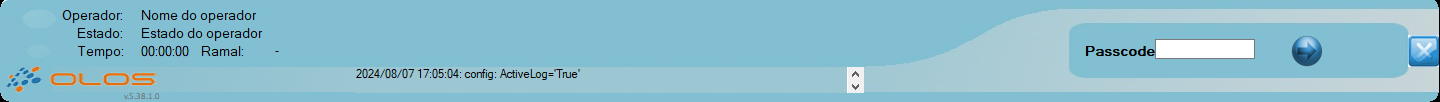 Operador: Nome do operador
Estado: Estado do operador
Tempo: 00:00:00 Ramal: -
Passcode
OLOS
v.5.38.1.0
2024/08/07 17:05:04: config: ActiveLog='True'